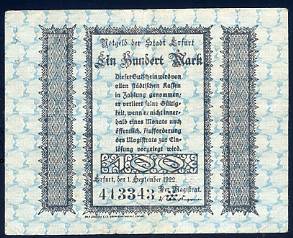 Notgeld der Stadt Erfurt
Ein Hundert Mark
Dieser Gutschein wird von
allen städtischen Kassen
in Zahlung genommen;
er verliert seine Gültig-
keit, wenn er nicht inner-
halb eines Monats nach
öffentlich. Aufforderung
des Magistrats zur Ein-
lösung vorgelegt wird.
100
Erfurt, den 1. September 1922
Der Magistrat.
413343